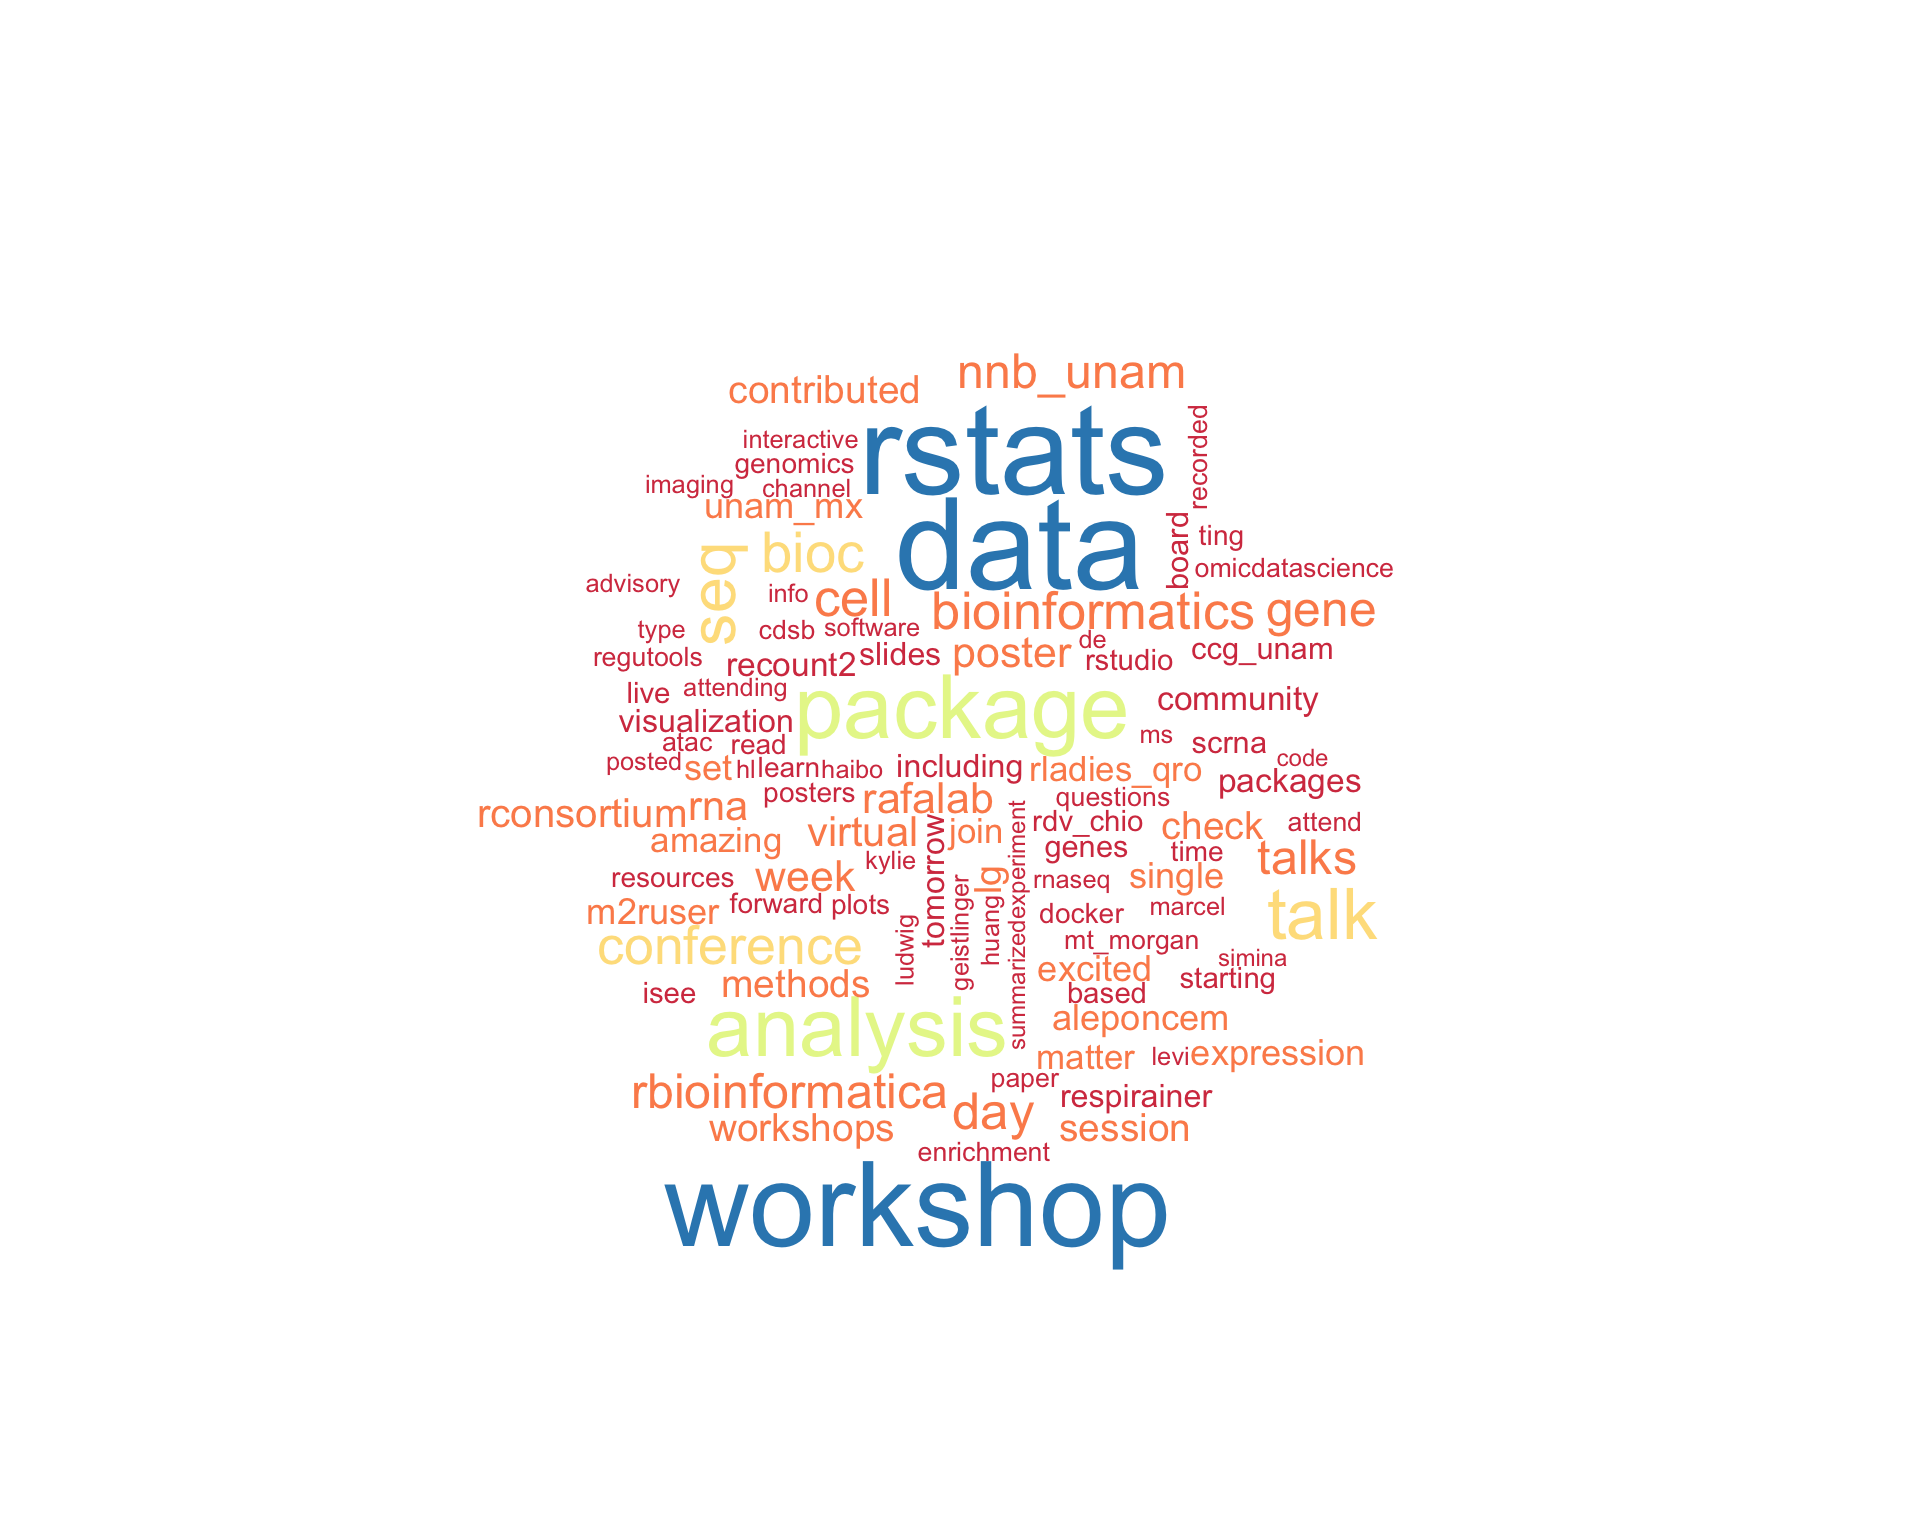 nnb_unam
contributed
rstats
recorded
interactive
genomics
imaging
channel
unam_mx
data
board
ting
seq
bioc
omicdatascience
advisory
info
cell
bioinformatics
gene
type
cdsb
software
de
regutools
recount2
slides
poster
rstudio
ccg_unam
live
attending
package
community
visualization
atac
read
ms
scrna
code
posted
set
hl
learn
haibo
including
rladies_qro
packages
posters
rafalab
questions
rconsortium
rna
virtual
join
rdv_chio
check
attend
amazing
tomorrow
summarizedexperiment
genes
time
talks
kylie
resources
week
lg
rnaseq
single
m2ruser
forward
plots
geistlinger
huang
docker
marcel
talk
conference
ludwig
mt_morgan
simina
methods
excited
starting
isee
based
analysis
aleponcem
matter
levi
expression
rbioinformatica
paper
day
respirainer
workshops
session
enrichment
workshop